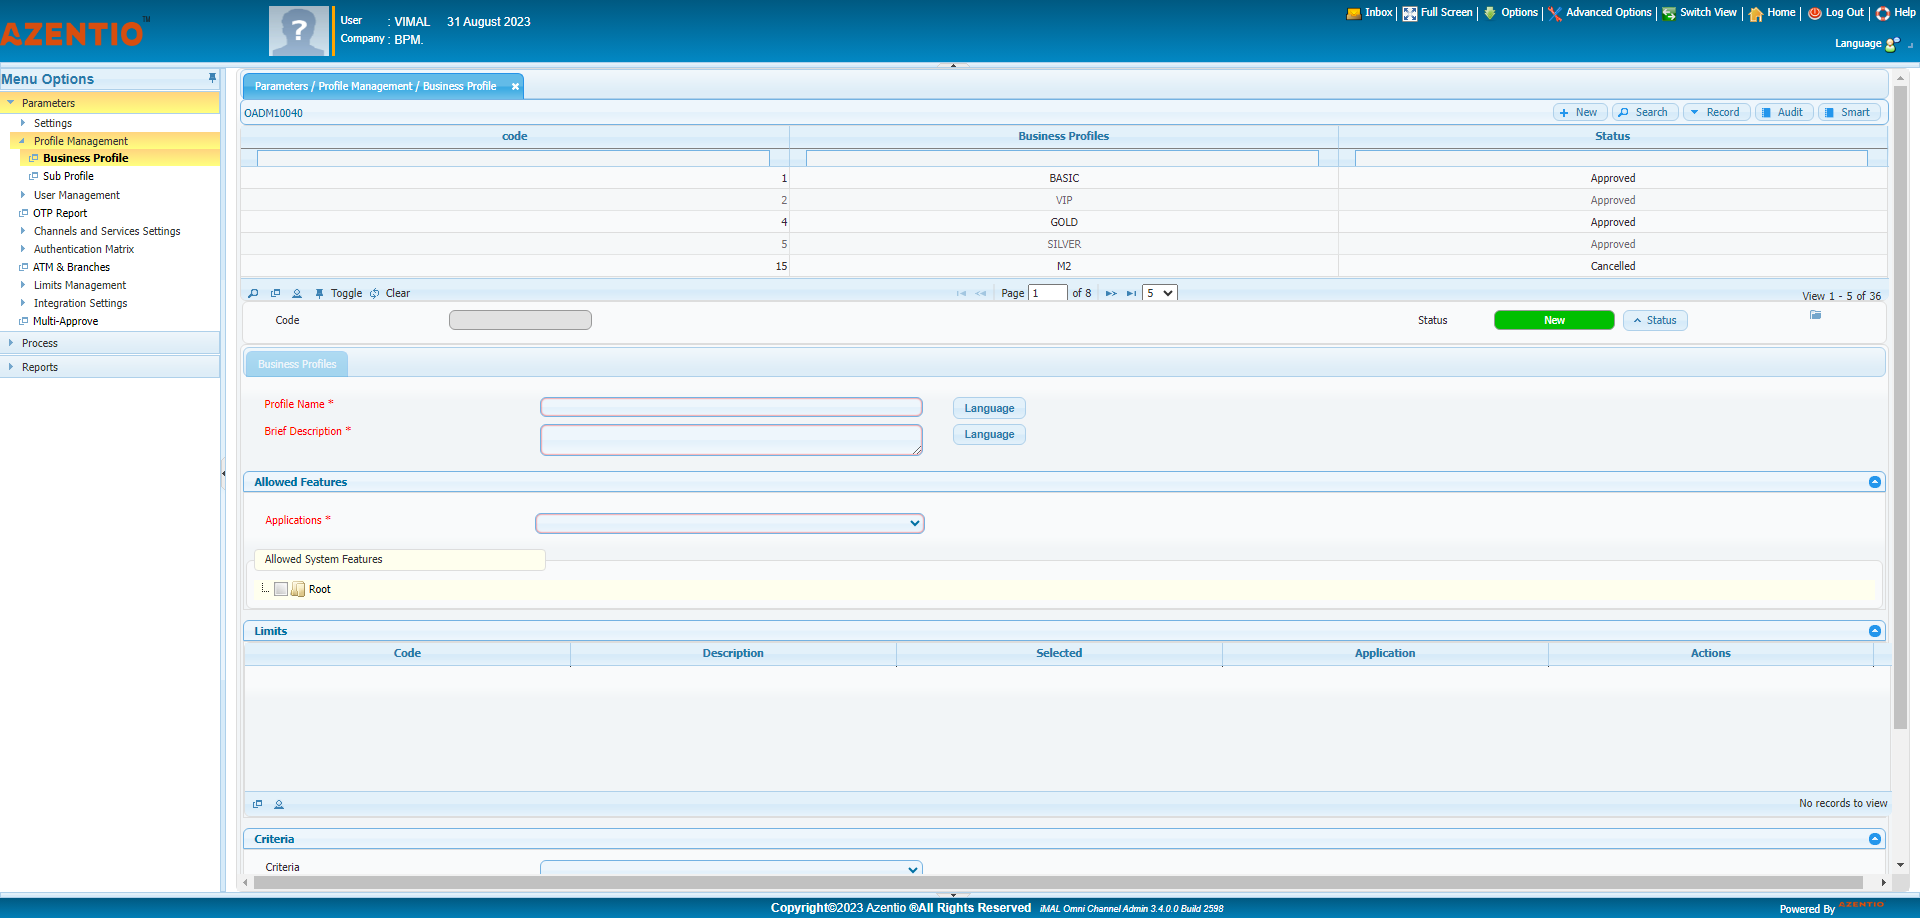 AZENTIO™
User : VIMAL 31 August 2023
Company : BPM.
Inbox Full Screen Options Advanced Options Switch View Home Log Out Help
Language
Menu Options
Parameters
Settings
Profile Management
Business Profile
Sub Profile
User Management
OTP Report
Channels and Services Settings
Authentication Matrix
ATM & Branches
Limits Management
Integration Settings
Multi-Approve
Process
Reports
Parameters / Profile Management / Business Profile
OADM10040 New Search Record Audit Smart
code Business Profiles Status
1 BASIC Approved
2 VIP Approved
4 GOLD Approved
5 SILVER Approved
15 M2 Cancelled
Toggle Clear Page 1 of 8 5 View 1 - 5 of 36
Code Status New Status
Business Profiles
Profile Name * Language
Brief Description * Language
Allowed Features
Applications *
Allowed System Features
Root
Limits
Code Description Selected Application Actions
No records to view
Criteria
Criteria
Copyright©2023 Azentio ®All Rights Reserved iMAL Omni Channel Admin 3.4.0.0 Build 2598
Powered By AZENTIO